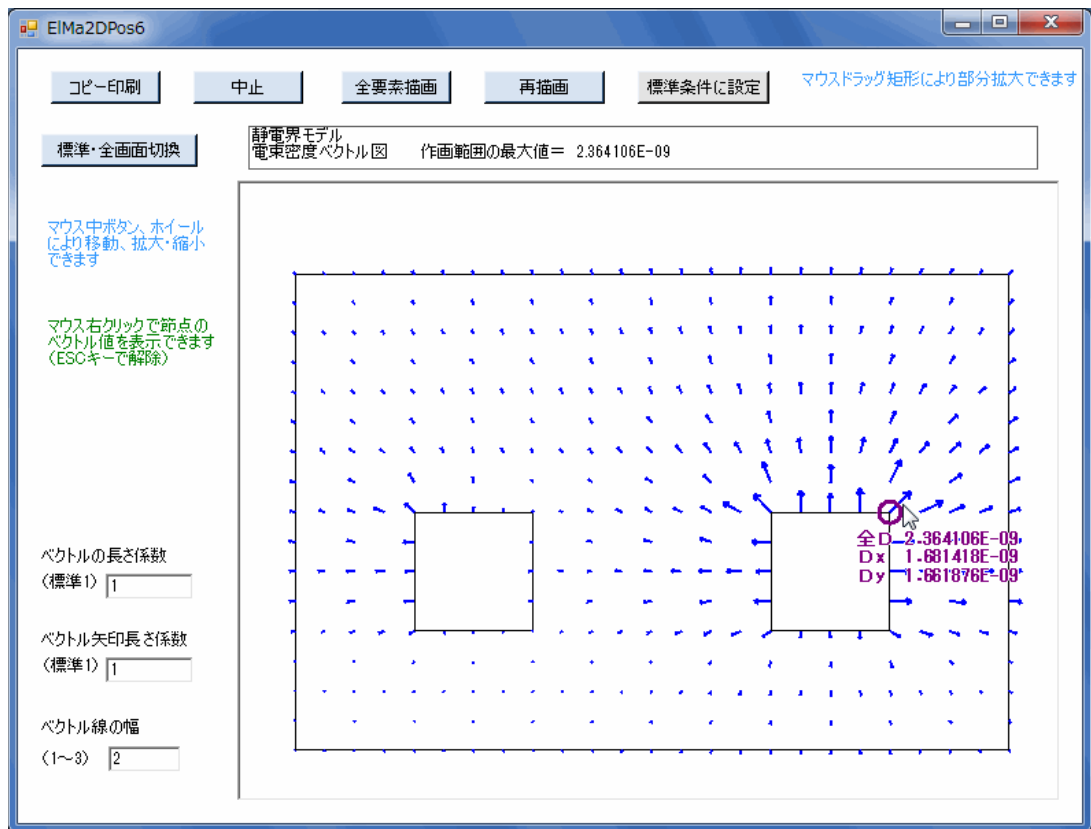 ElMa2DPos6
コピー印刷
中止
全要素描画
再描画
標準条件に設定
マウスドラッグ矩形により部分拡大できます
標準・全画面切換
静電界モデル
電束密度ベクトル図 作画範囲の最大値＝ 2.364106E-09
マウス中ボタン、ホイール
により移動、拡大・縮小
できます
マウス右クリックで節点の
ベクトル値を表示できます
(ESCキーで解除)
全D 2.364106E-09
Dx 1.681418E-09
Dy 1.661876E-09
ベクトルの長さ係数
(標準1) 1
ベクトル矢印長さ係数
(標準1) 1
ベクトル線の幅
(1～3) 2